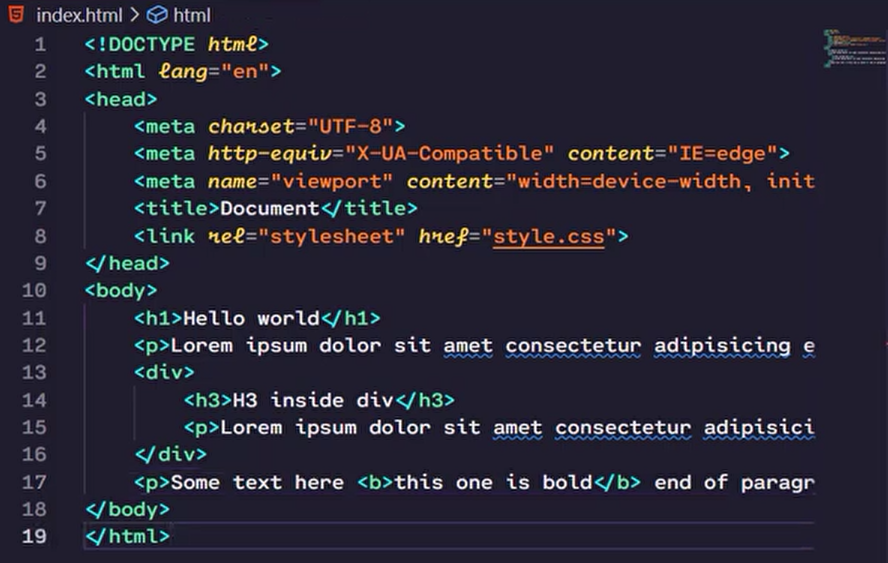 index.html > html
1 <!DOCTYPE html>
2 <html lang="en">
3 <head>
4 <meta charset="UTF-8">
5 <meta http-equiv="X-UA-Compatible" content="IE=edge">
6 <meta name="viewport" content="width=device-width, init
7 <title>Document</title>
8 <link rel="stylesheet" href="style.css">
9 </head>
10 <body>
11 <h1>Hello world</h1>
12 <p>Lorem ipsum dolor sit amet consectetur adipisicing e
13 <div>
14 <h3>H3 inside div</h3>
15 <p>Lorem ipsum dolor sit amet consectetur adipisici
16 </div>
17 <p>Some text here <b>this one is bold</b> end of paragr
18 </body>
19 </html>